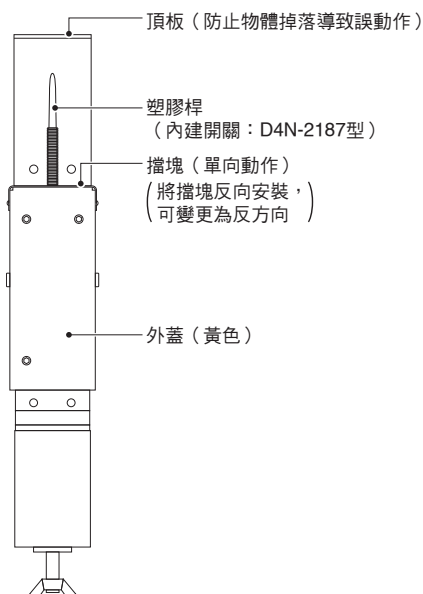 頂板（防止物體掉落導致誤動作）
塑膠桿
（內建開關：D4N-2187型）
擋塊（單向動作）
（將擋塊反向安裝，
可變更為反方向）
外蓋（黃色）